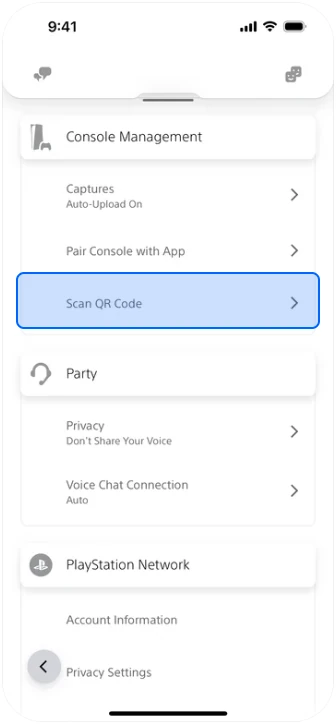 9:41
Console Management
Captures
Auto-Upload On
Pair Console with App
Scan QR Code
Party
Privacy
Don't Share Your Voice
Voice Chat Connection
Auto
PlayStation Network
Account Information
Privacy Settings